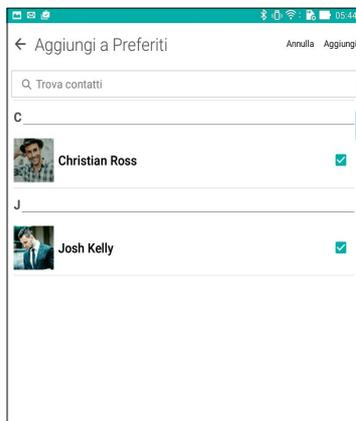 05:44
Aggiungi a Preferiti Annulla Aggiungi
Trova contatti
C
Christian Ross
J
Josh Kelly